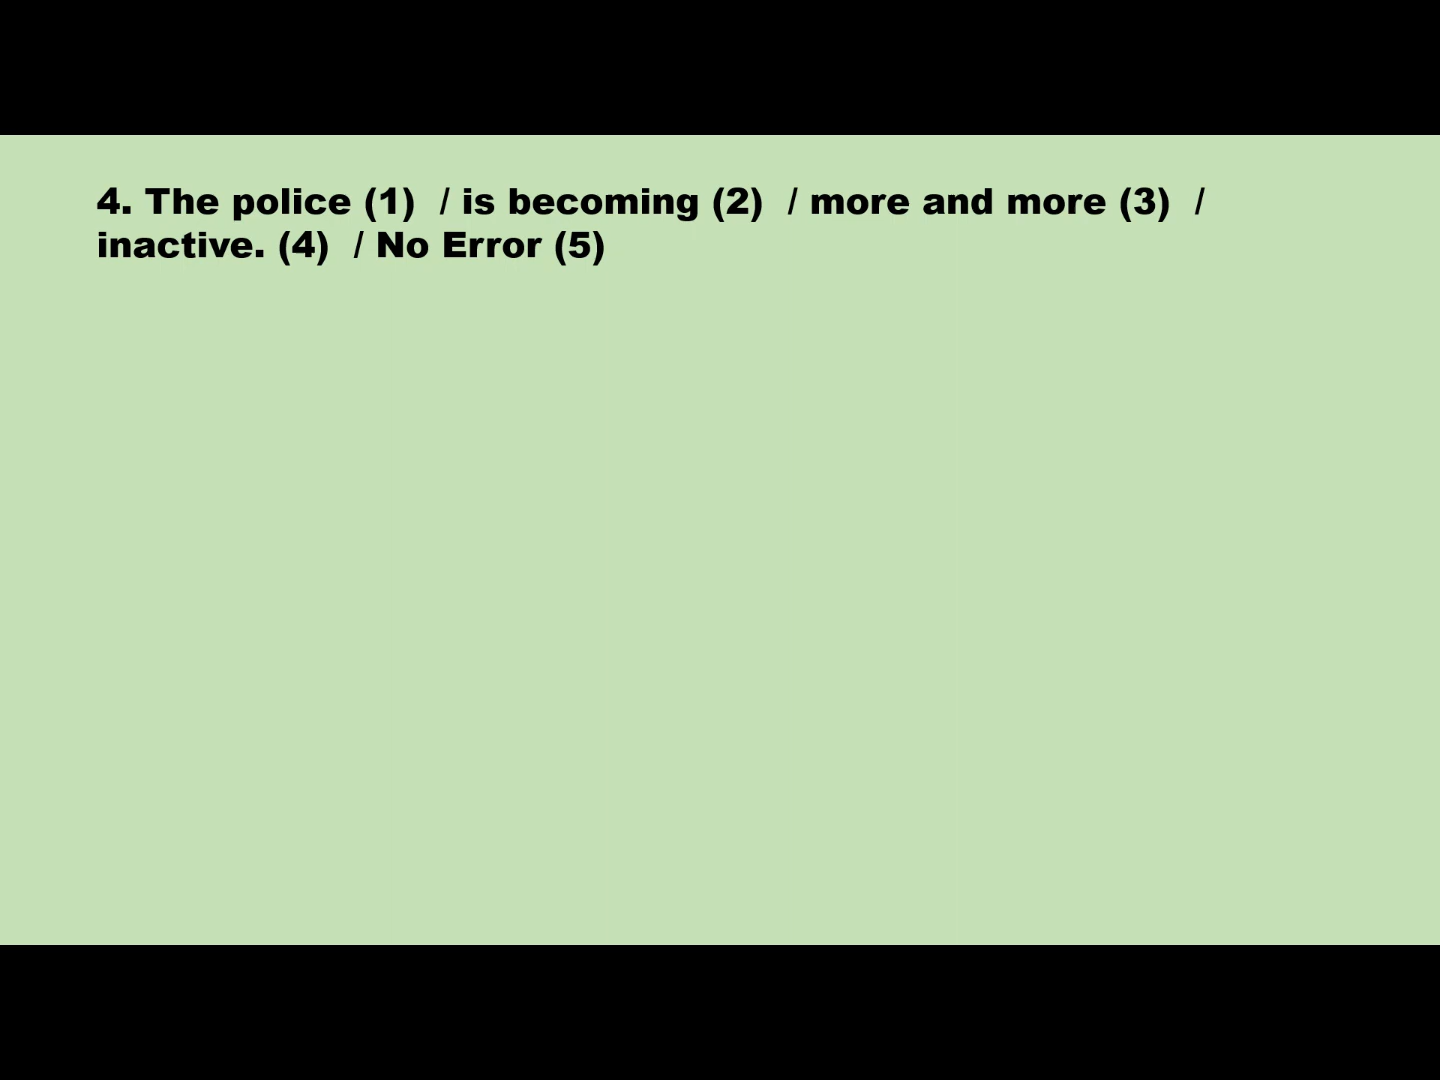 4. The police (1) / is becoming (2) / more and more (3) /
inactive. (4) / No Error (5)